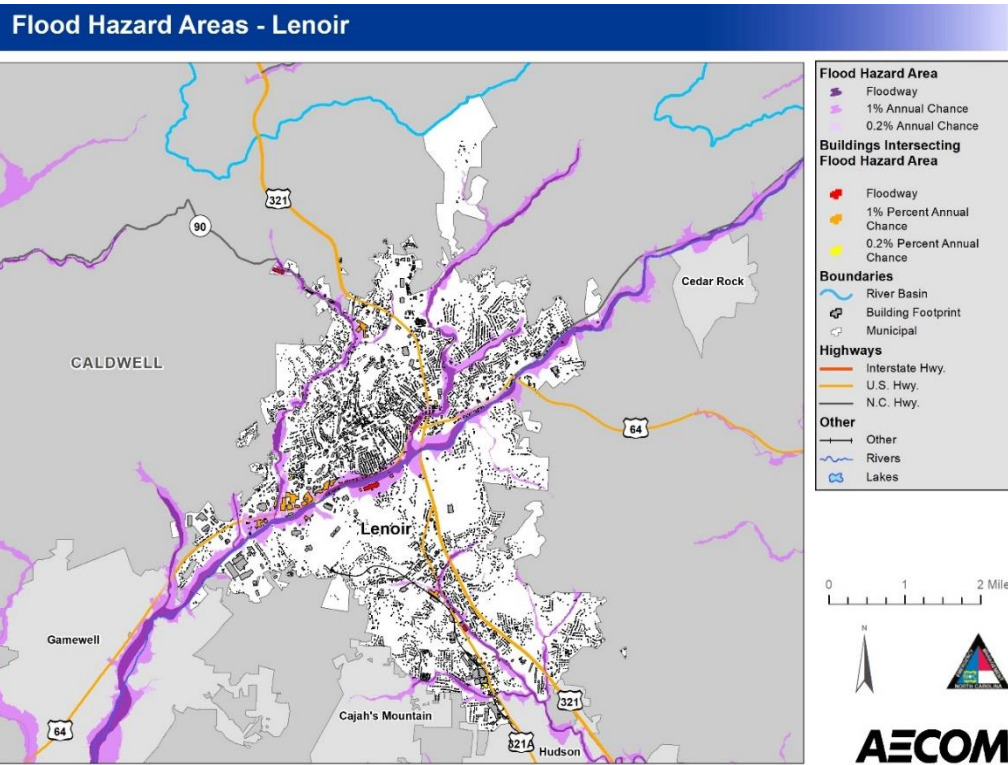 Flood Hazard Areas - Lenoir
321
90
Cedar Rock
CALDWELL
64
Lenoir
Gamewell
64
Cajah's Mountain
321
321A
Hudson
Flood Hazard Area
Floodway
1% Annual Chance
0.2% Annual Chance
Buildings Intersecting
Flood Hazard Area
Floodway
1% Percent Annual
Chance
0.2% Percent Annual
Chance
Boundaries
River Basin
Building Footprint
Municipal
Highways
Interstate Hwy.
U.S. Hwy.
N.C. Hwy.
Other
Other
Rivers
Lakes
0 1 2 Mile
N
NORTH CAROLINA
AECOM